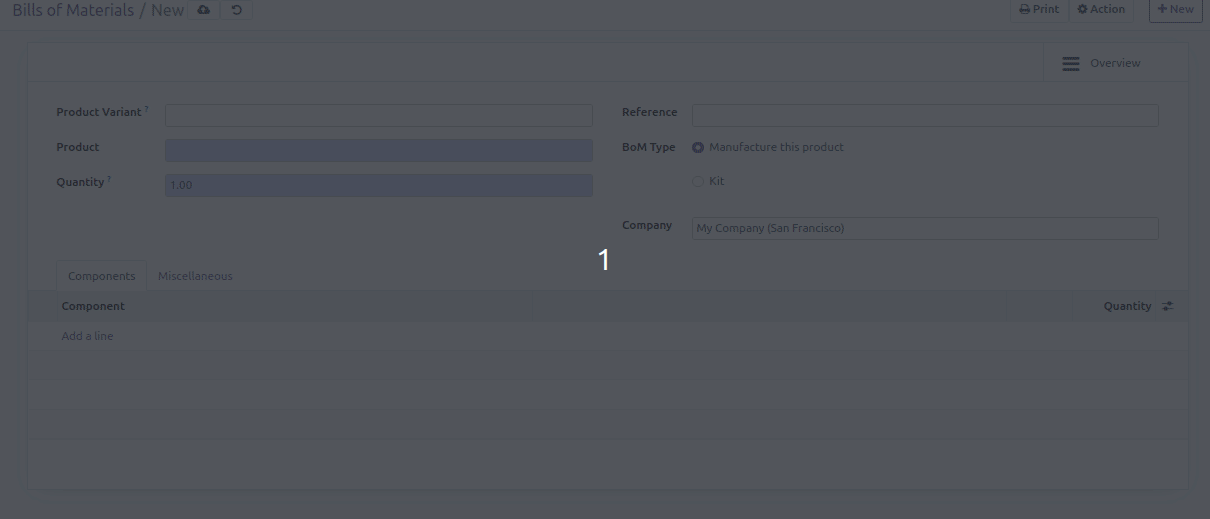 Bills of Materials / New
Print Action New
Overview
Product Variant ? Reference
Product BoM Type Manufacture this product
Quantity ? 1.00 Kit
Company My Company (San Francisco)
1
Components Miscellaneous
Component Quantity
Add a line